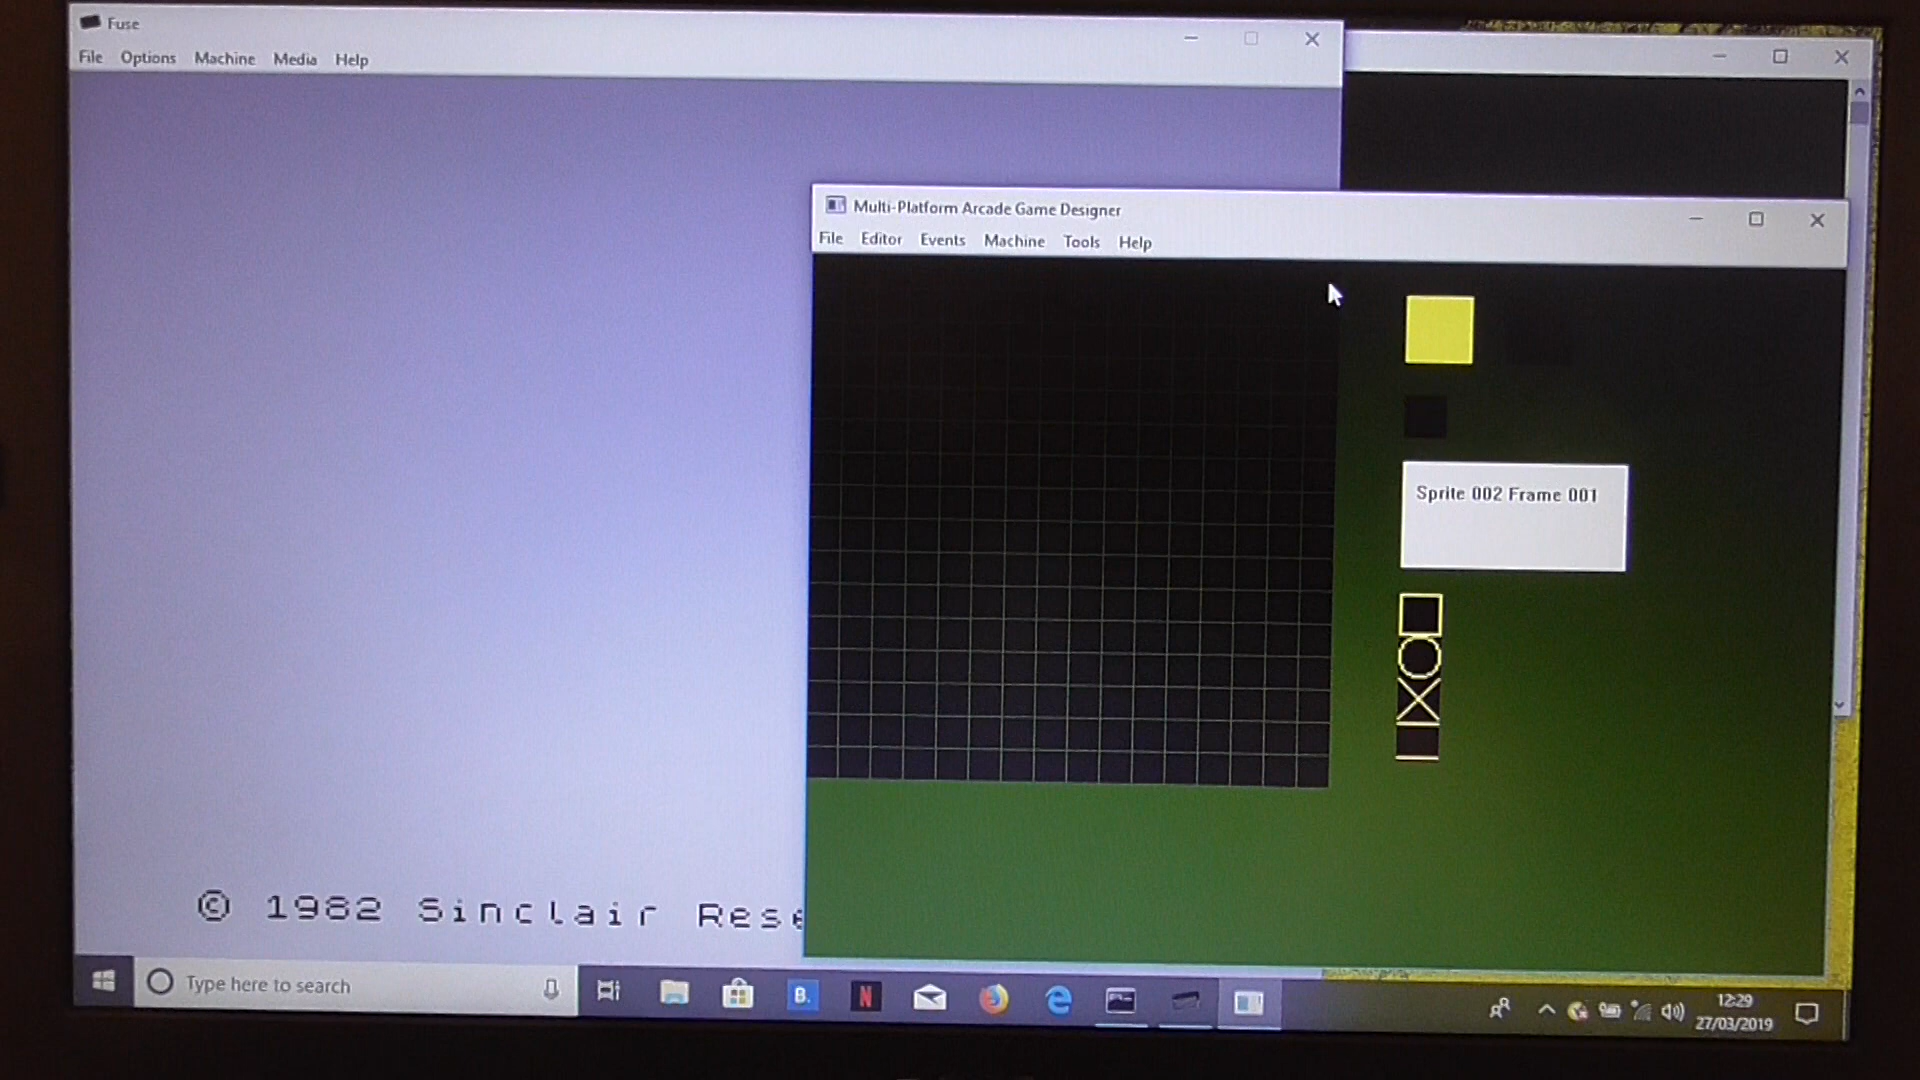 Fuse
File Options Machine Media Help
Multi-Platform Arcade Game Designer
File Editor Events Machine Tools Help
Sprite 002 Frame 001
© 1982 Sinclair Rese
Type here to search
B.
N
12:29
27/03/2019